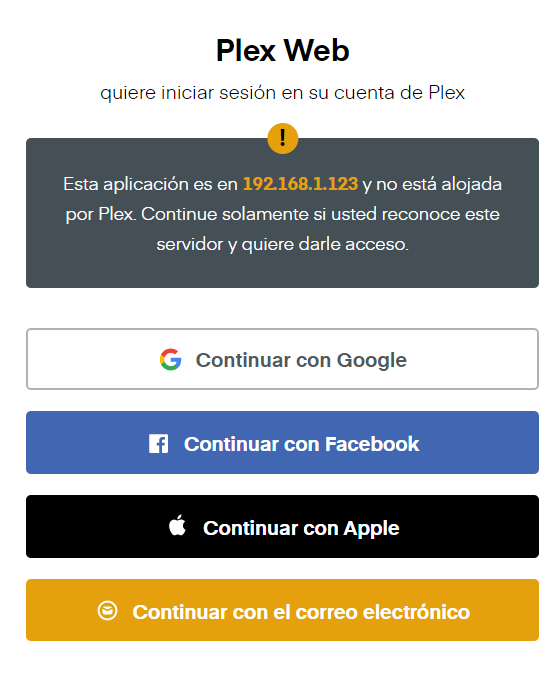 Plex Web
quiere iniciar sesión en su cuenta de Plex
!
Esta aplicación es en 192.168.1.123 y no está alojada
por Plex. Continue solamente si usted reconoce este
servidor y quiere darle acceso.
Continuar con Google
Continuar con Facebook
Continuar con Apple
Continuar con el correo electrónico